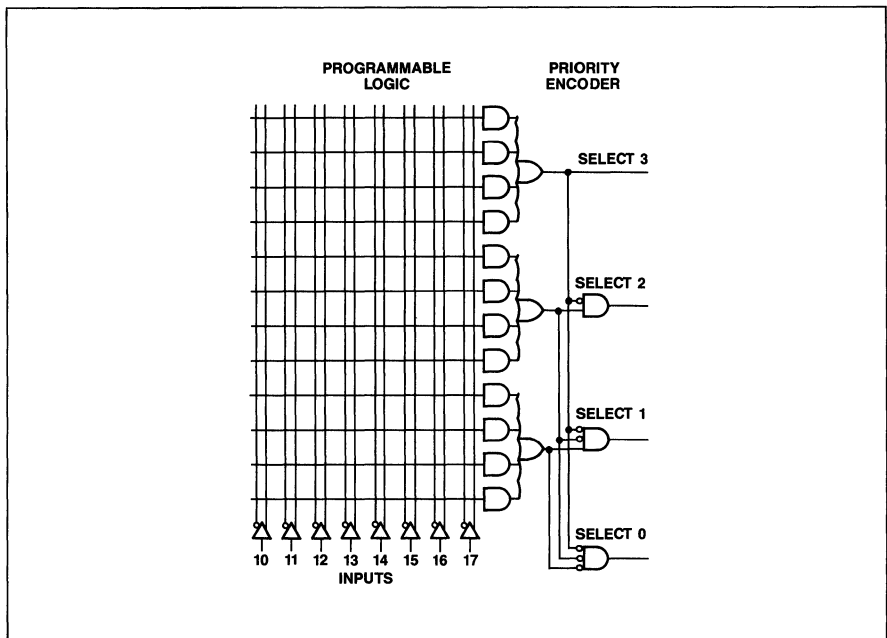 PROGRAMMABLE
LOGIC
PRIORITY
ENCODER
SELECT 3
SELECT 2
SELECT 1
SELECT 0
10 11 12 13 14 15 16 17
INPUTS